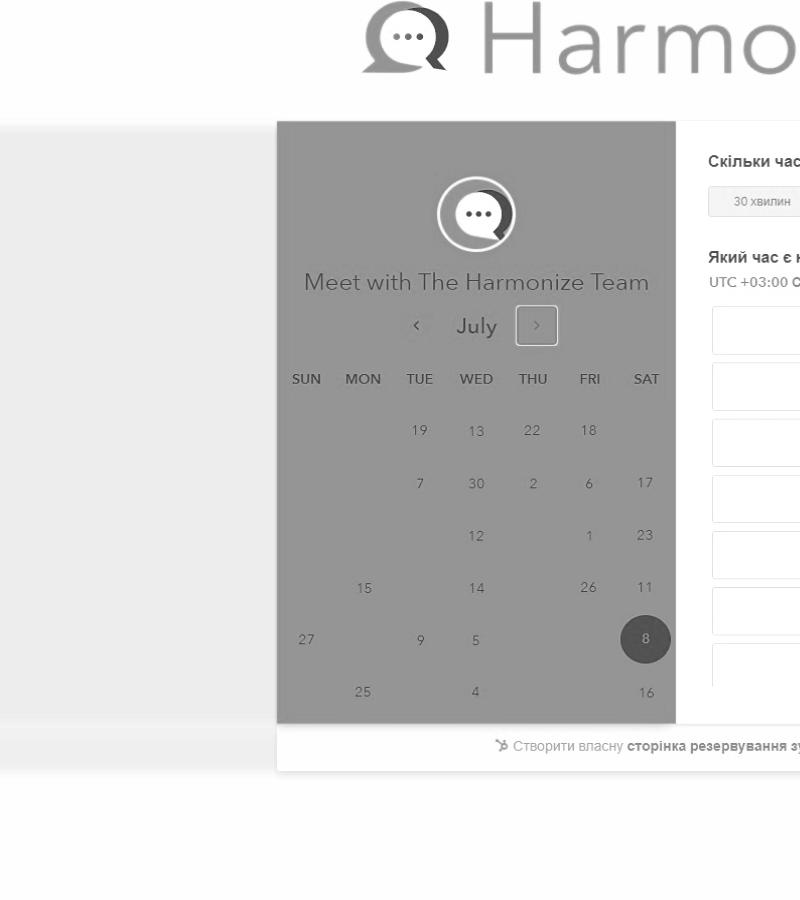 Harmo
Скільки час
30 хвилин
Meet with The Harmonize Team
Який час є н
UTC +03:00 С
July
SUN MON TUE WED THU FRI SAT
19 13 22 18
7 30 2 6 17
12 1 23
15 14 26 11
27 9 5 8
25 4 16
Створити власну сторінка резервування зу